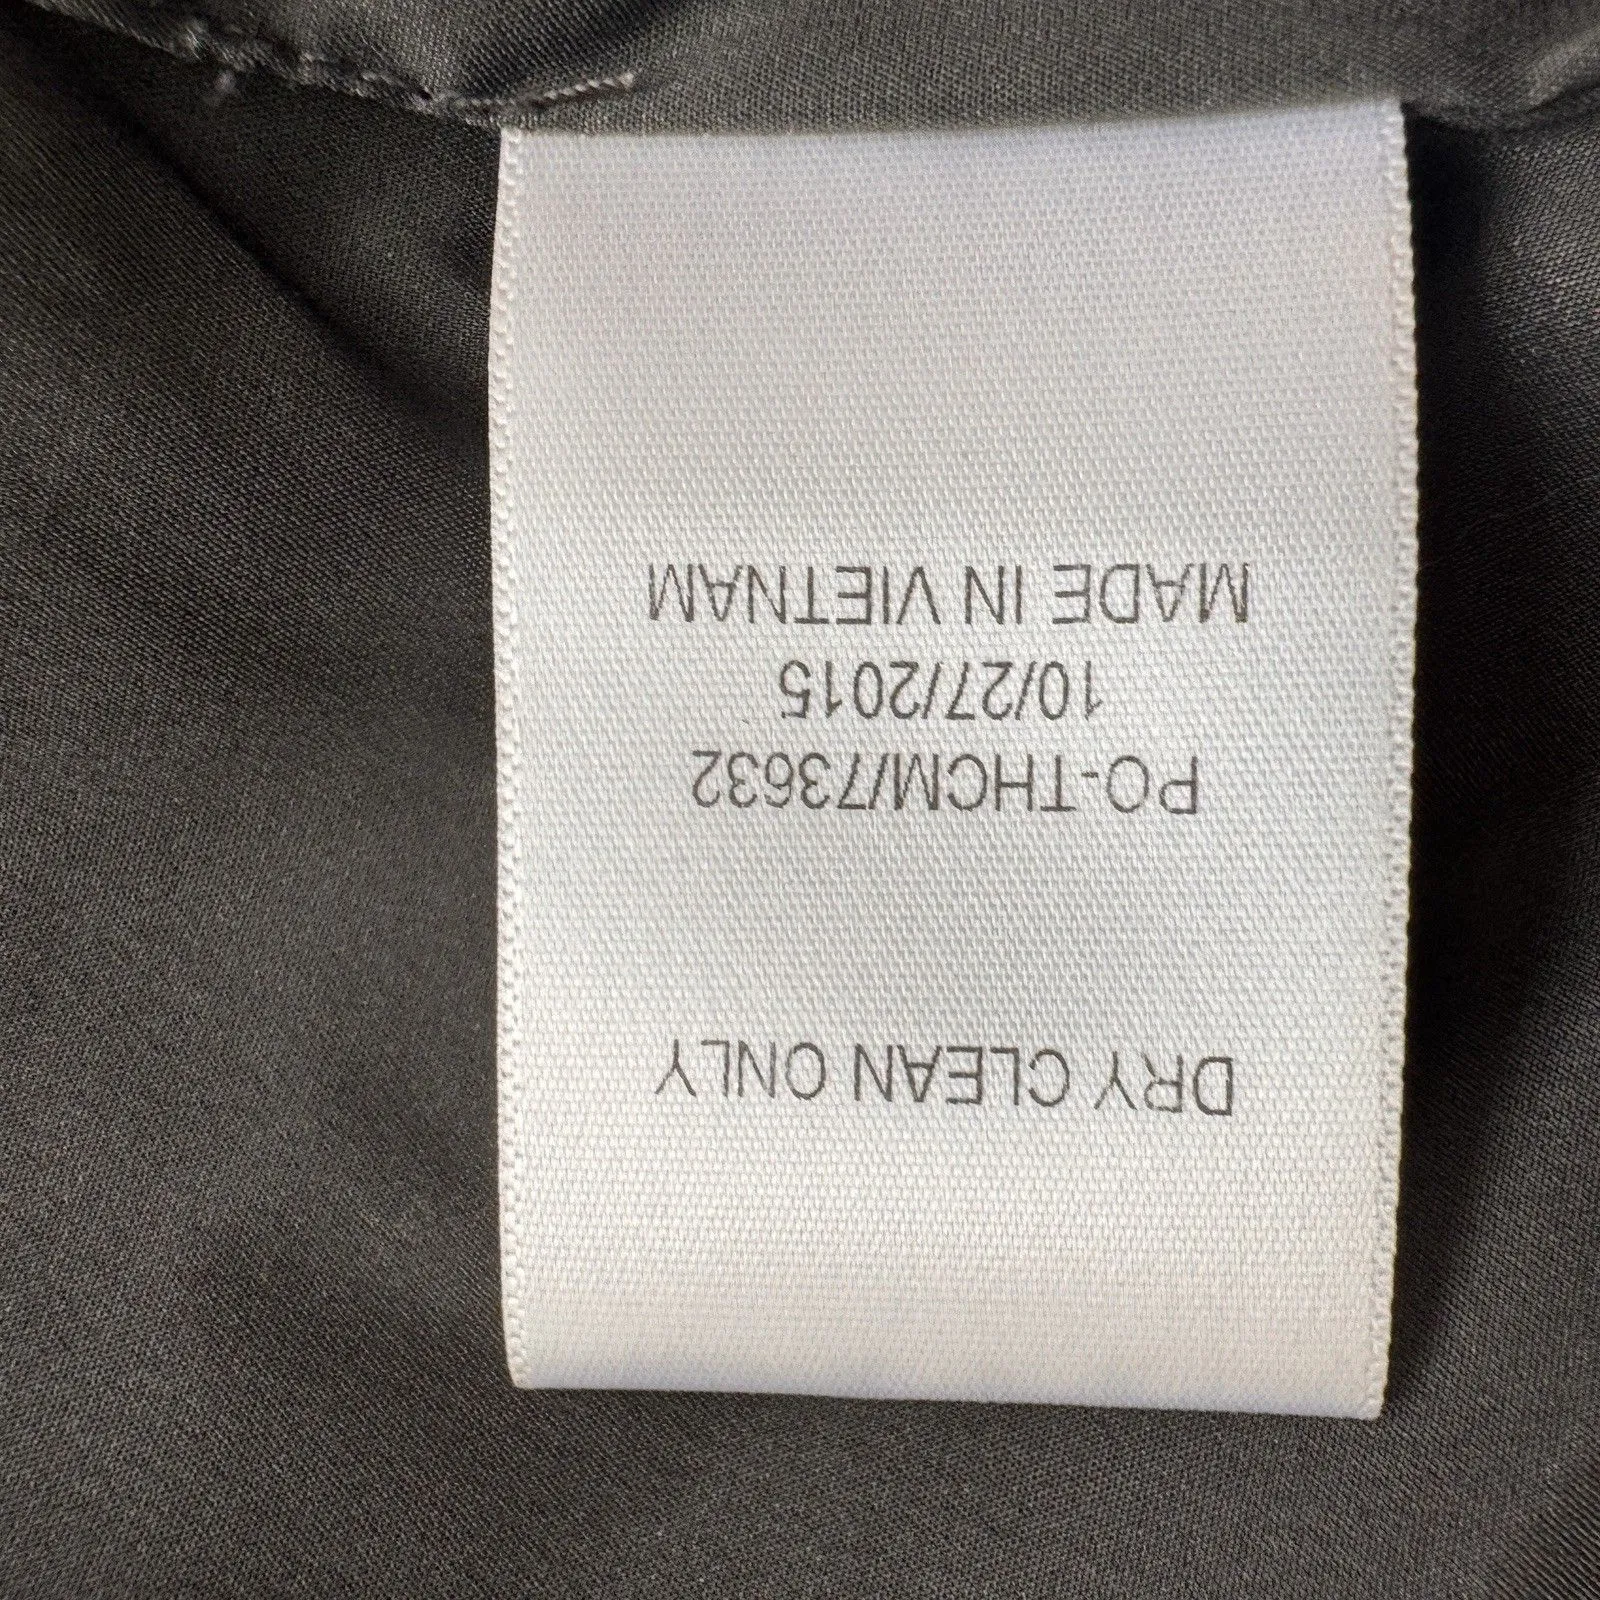 DRY CLEAN ONLY
PO-THCM/73632
10/27/2015
MADE IN VIETNAM